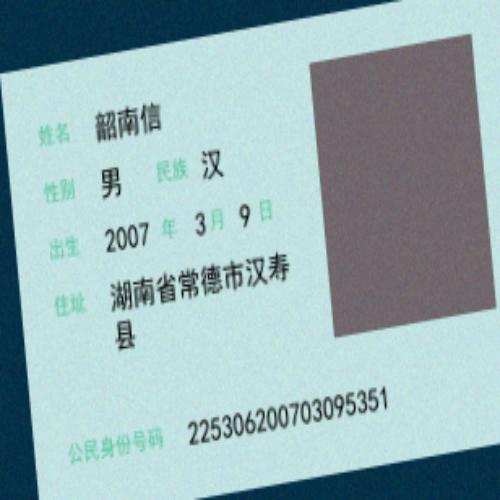 姓名 韶南信
性别 男 民族 汉
出生 2007 年 3 月 9 日
住址 湖南省常德市汉寿
县
公民身份号码 225306200703095351